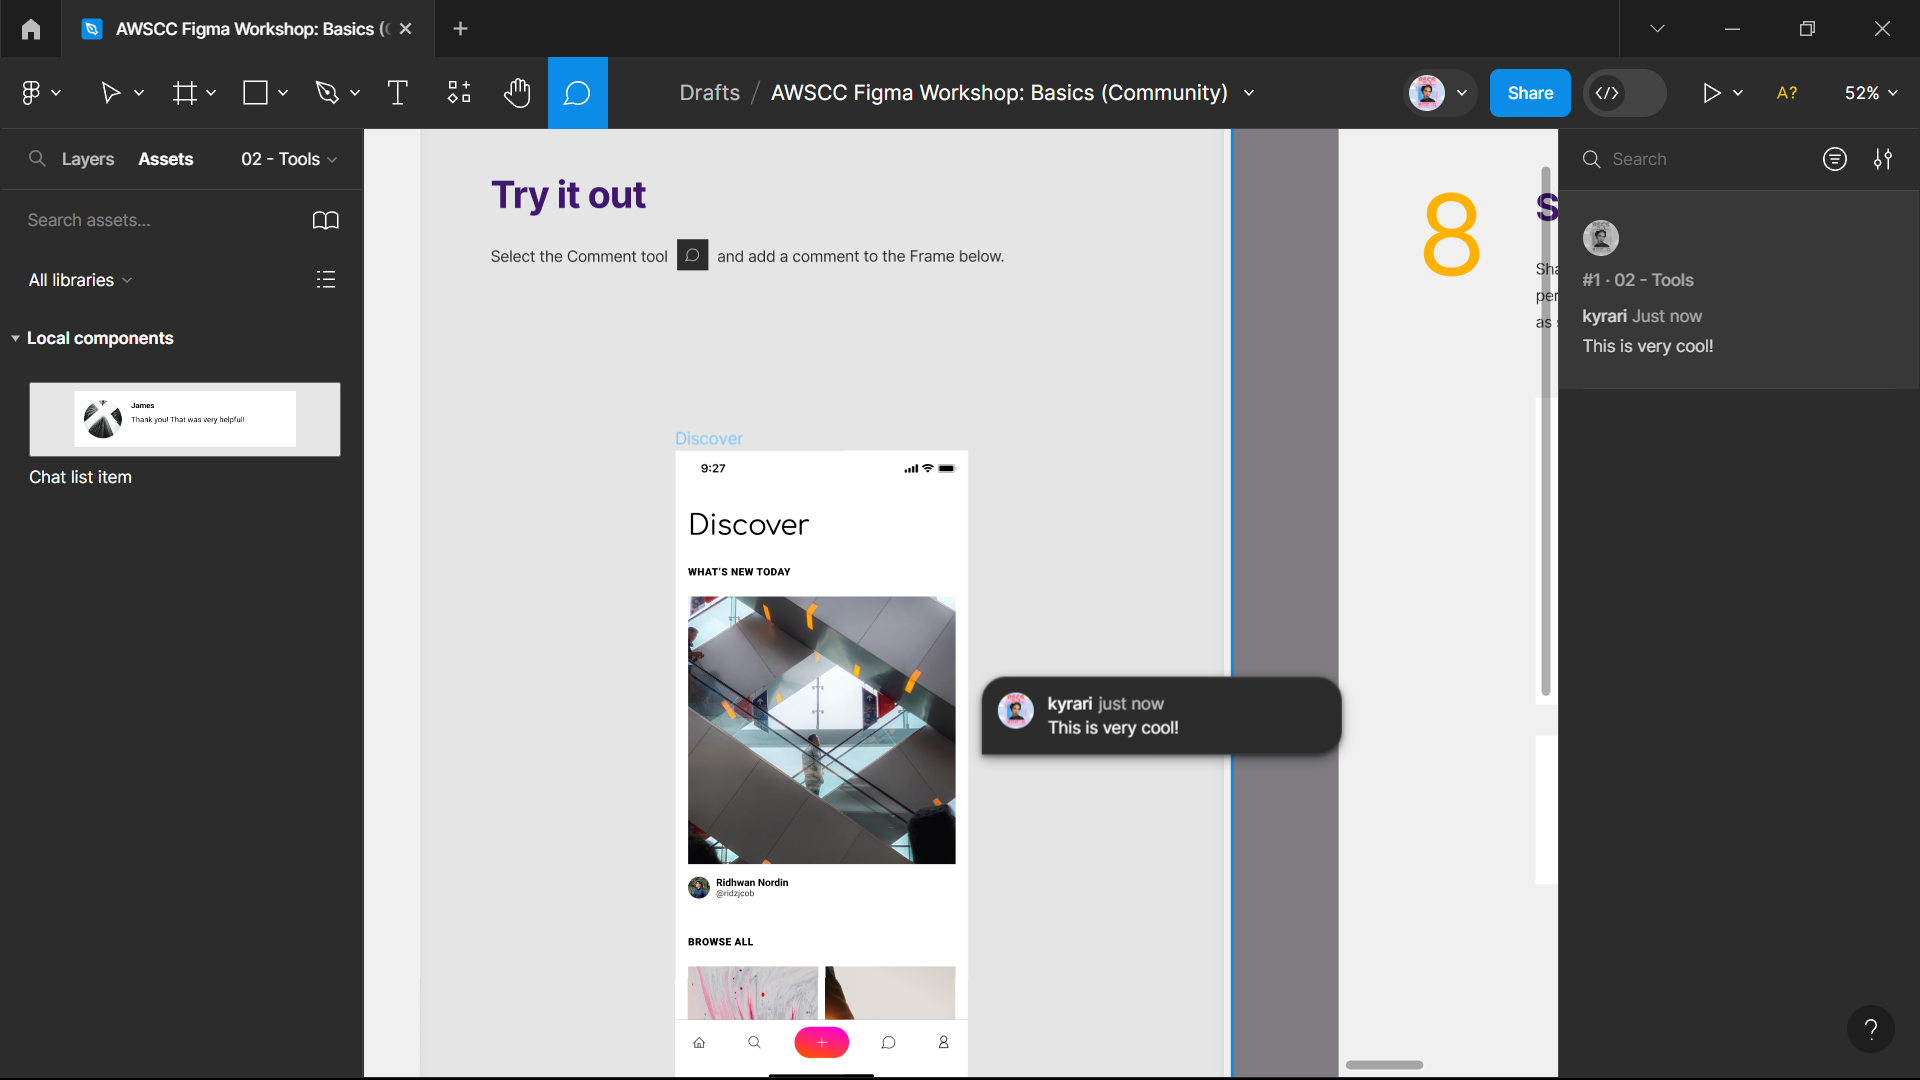 AWSCC Figma Workshop: Basics (
Drafts / AWSCC Figma Workshop: Basics (Community)
Share
A?
52%
Layers
Assets
02 - Tools
Search assets...
All libraries
Local components
James
Thank you! That was very helpful!
Chat list item
Try it out
Select the Comment tool and add a comment to the Frame below.
Discover
9:27
Discover
WHAT'S NEW TODAY
Ridhwan Nordin
@ridzjcob
BROWSE ALL
kyrari just now
This is very cool!
8
S
Sha
per
as
Search
#1 · 02 - Tools
kyrari Just now
This is very cool!
?